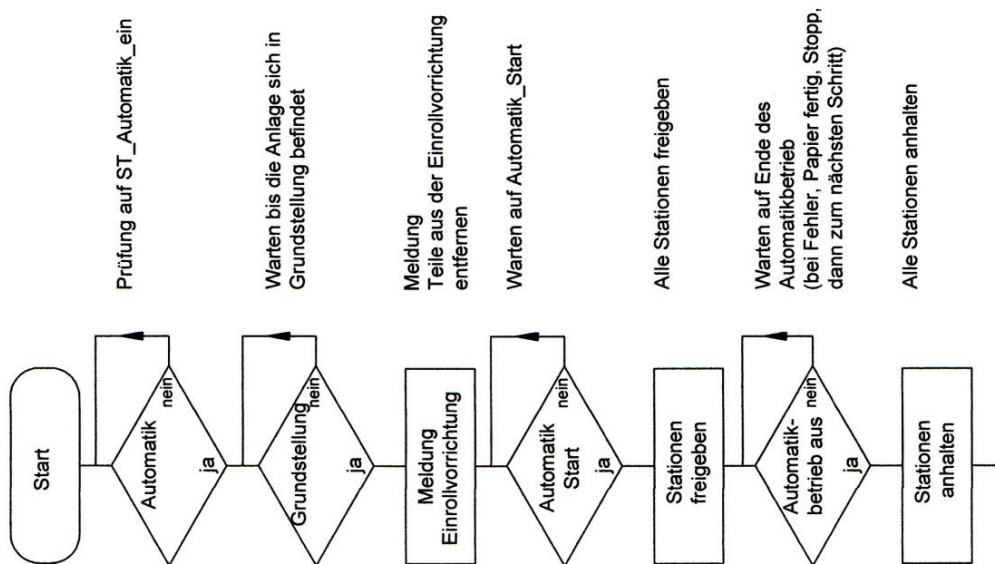 Start
Automatik
nein
ja
Prüfung auf ST_Automatik_ein
Grundstellung
nein
ja
Warten bis die Anlage sich in
Grundstellung befindet
Meldung
Einrollvorrichtung
Meldung
Teile aus der Einrollvorrichtung
entfernen
Automatik
Start
nein
ja
Warten auf Automatik_Start
Stationen
freigeben
Alle Stationen freigeben
Automatik-
betrieb aus
nein
ja
Warten auf Ende des
Automatikbetrieb
(bei Fehler, Papier fertig, Stopp,
dann zum nächsten Schritt)
Stationen
anhalten
Alle Stationen anhalten